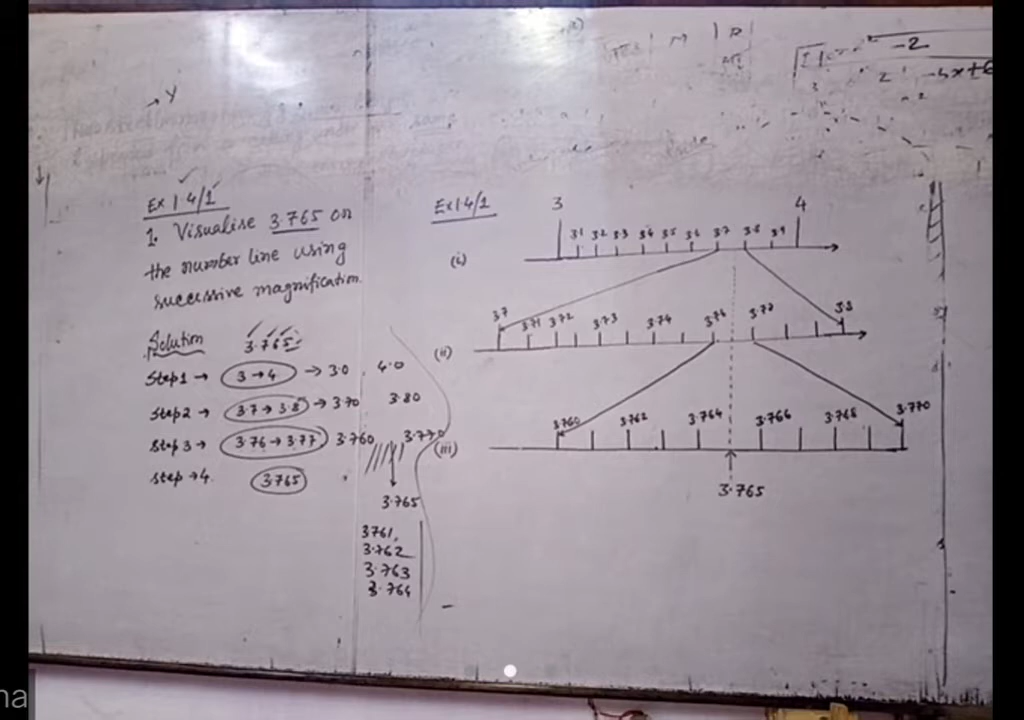 → Y
-2
Ex 1.4/1
1. Visualise 3.765 on
the number line using
successive magnification.
Solution
3.765
Step 1 → 3→4 → 3.0 4.0
Step 2 → 3.7→3.8 → 3.70 3.80
Step 3 → 3.76→3.77 3.760 3.770
Step →4. 3.765
3.765
3761,
3.762
3.763
3.764
Ex 1.4/1
3 4
3.1 3.2 3.3 3.4 3.5 3.6 3.7 3.8 3.9
(i)
3.7 3.71 3.72 3.73 3.74 3.76 3.77 3.8
(ii)
3.760 3.762 3.764 3.766 3.768 3.770
(iii)
3.765